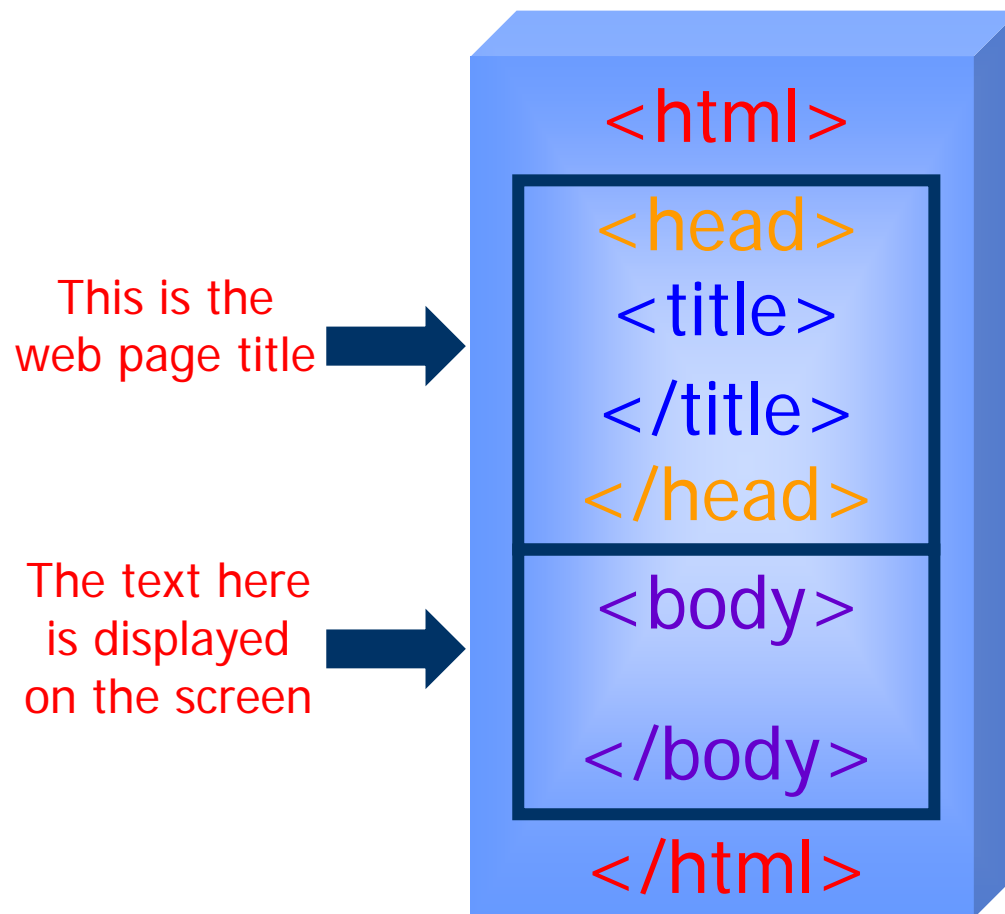 <html>
<head>
This is the
web page title
<title>
</title>
</head>
The text here
is displayed
on the screen
<body>
</body>
</html>